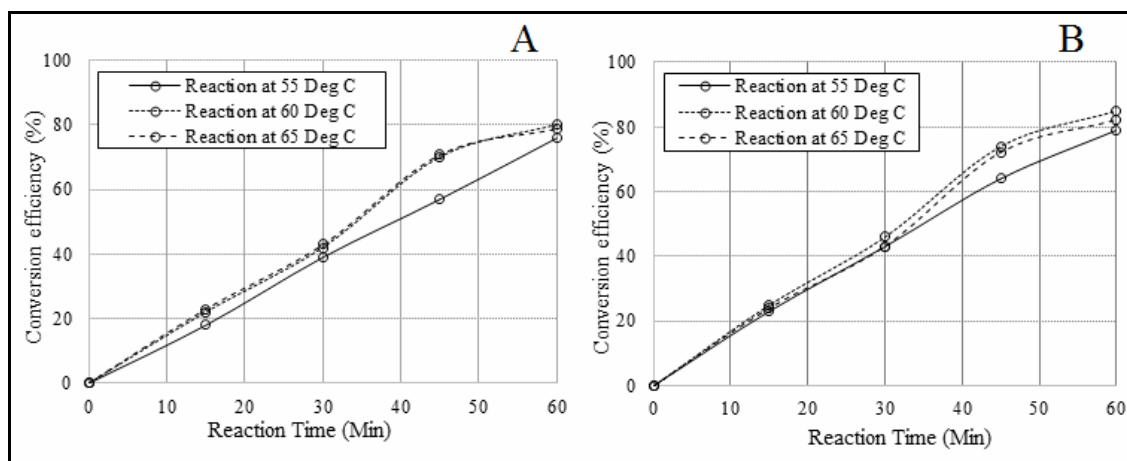 A
100
80
60
40
20
0
Conversion efficiency (%)
Reaction at 55 Deg C
Reaction at 60 Deg C
Reaction at 65 Deg C
0 10 20 30 40 50 60
Reaction Time (Min)
B
100
80
60
40
20
0
Conversion efficiency (%)
Reaction at 55 Deg C
Reaction at 60 Deg C
Reaction at 65 Deg C
0 10 20 30 40 50 60
Reaction Time (Min)